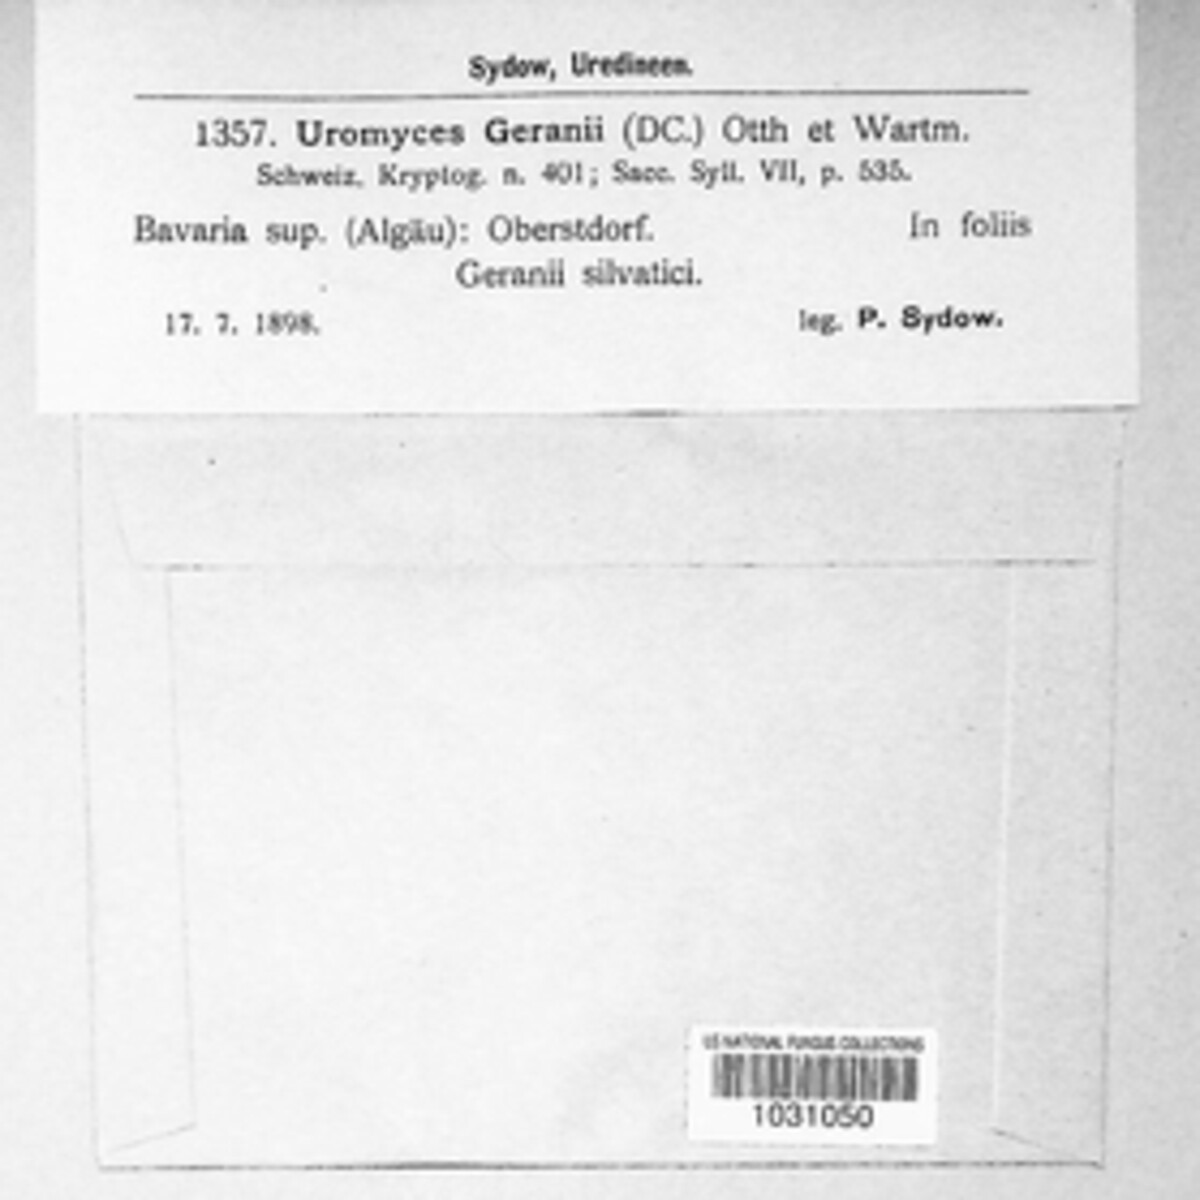 Sydow, Uredineen.
1357. Uromyces Geranii (DC.) Otth et Wartm.
Schweiz. Kryptog. n. 401; Sacc. Syll. VII, p. 535.
Bavaria sup. (Algäu): Oberstdorf. In foliis
Geranii silvatici.
17. 7. 1898. leg. P. Sydow.
US NATIONAL FUNGUS COLLECTIONS
1031050